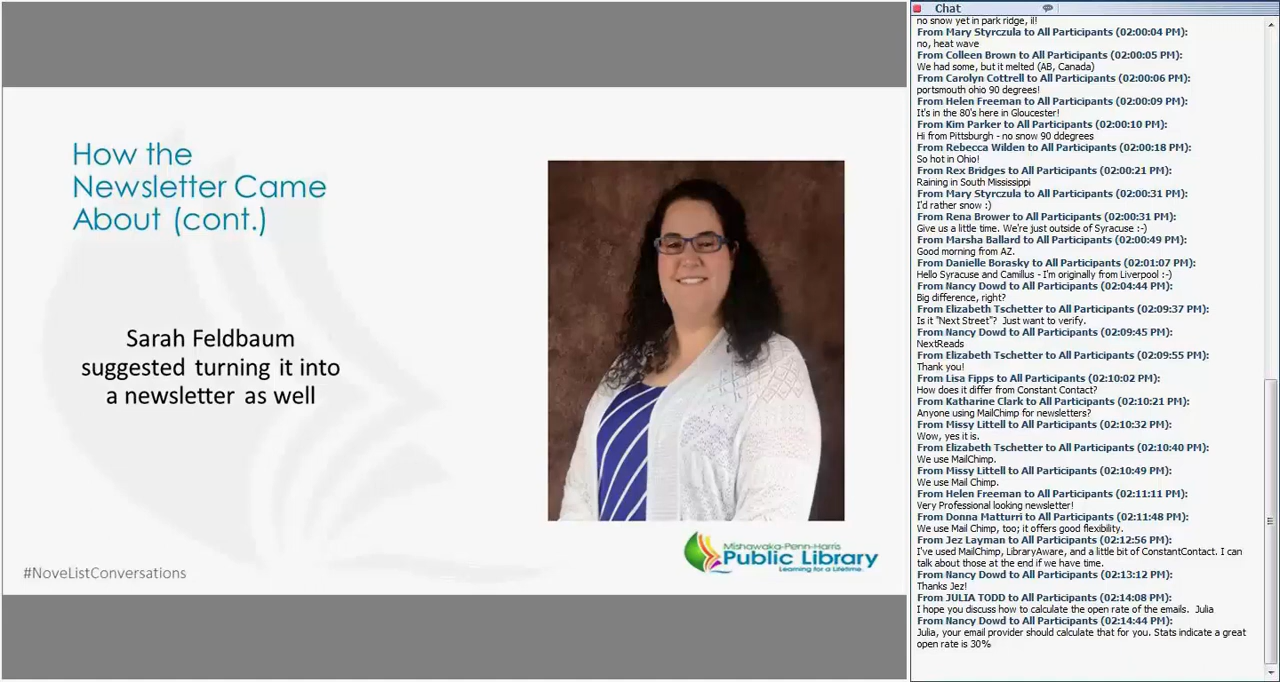 How the
Newsletter Came
About (cont.)
Sarah Feldbaum
suggested turning it into
a newsletter as well
Mishawaka-Penn-Harris
Public Library
Learning for a Lifetime
#NoveListConversations
Chat
no snow yet in park ridge, il!
From Mary Styrczula to All Participants (02:00:04 PM):
no, heat wave
From Colleen Brown to All Participants (02:00:05 PM):
We had some, but it melted (AB, Canada)
From Carolyn Cottrell to All Participants (02:00:06 PM):
portsmouth ohio 90 degrees!
From Helen Freeman to All Participants (02:00:09 PM):
It's in the 80's here in Gloucester!
From Kim Parker to All Participants (02:00:10 PM):
Hi from Pittsburgh - no snow 90 ddegrees
From Rebecca Wilden to All Participants (02:00:18 PM):
So hot in Ohio!
From Rex Bridges to All Participants (02:00:21 PM):
Raining in South Mississippi
From Mary Styrczula to All Participants (02:00:31 PM):
I'd rather snow :)
From Rena Brower to All Participants (02:00:31 PM):
Give us a little time. We're just outside of Syracuse :-)
From Marsha Ballard to All Participants (02:00:49 PM):
Good morning from AZ.
From Danielle Borasky to All Participants (02:01:07 PM):
Hello Syracuse and Camillus - I'm originally from Liverpool :-)
From Nancy Dowd to All Participants (02:04:44 PM):
Big difference, right?
From Elizabeth Tschetter to All Participants (02:09:37 PM):
Is it "Next Street"? Just want to verify.
From Nancy Dowd to All Participants (02:09:45 PM):
NextReads
From Elizabeth Tschetter to All Participants (02:09:55 PM):
Thank you!
From Lisa Fipps to All Participants (02:10:02 PM):
How does it differ from Constant Contact?
From Katharine Clark to All Participants (02:10:21 PM):
Anyone using MailChimp for newsletters?
From Missy Littell to All Participants (02:10:32 PM):
Wow, yes it is.
From Elizabeth Tschetter to All Participants (02:10:40 PM):
We use MailChimp.
From Missy Littell to All Participants (02:10:49 PM):
We use Mail Chimp.
From Helen Freeman to All Participants (02:11:11 PM):
Very Professional looking newsletter!
From Donna Matturri to All Participants (02:11:48 PM):
We use Mail Chimp, too; it offers good flexibility.
From Jez Layman to All Participants (02:12:56 PM):
I've used MailChimp, LibraryAware, and a little bit of ConstantContact. I can
talk about those at the end if we have time.
From Nancy Dowd to All Participants (02:13:12 PM):
Thanks Jez!
From JULIA TODD to All Participants (02:14:08 PM):
I hope you discuss how to calculate the open rate of the emails. Julia
From Nancy Dowd to All Participants (02:14:44 PM):
Julia, your email provider should calculate that for you. Stats indicate a great
open rate is 30%